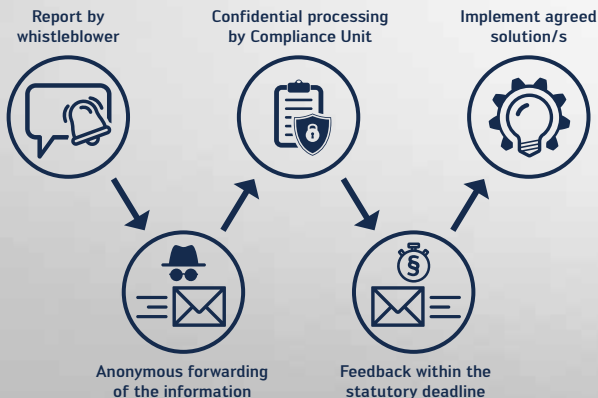 Report by
whistleblower
Confidential processing
by Compliance Unit
Implement agreed
solution/s
§
Anonymous forwarding
of the information
Feedback within the
statutory deadline